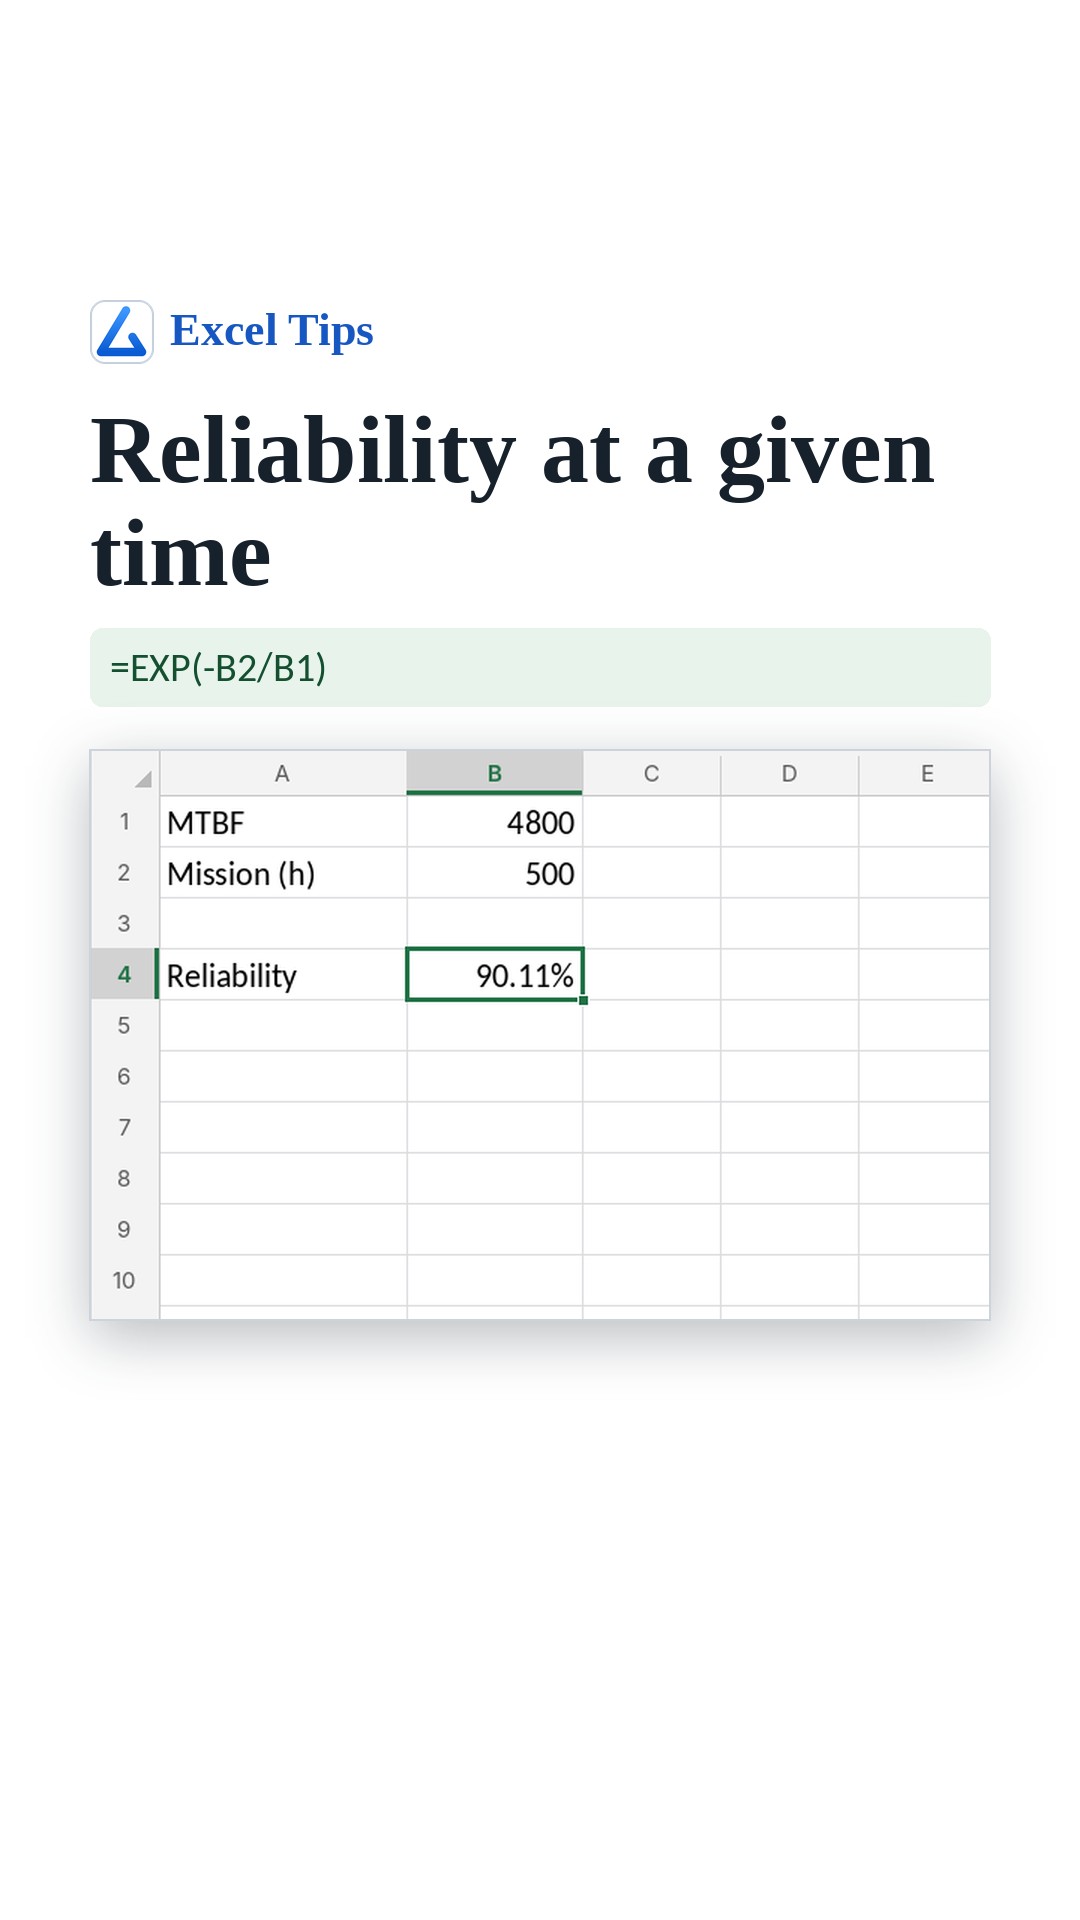 Excel Tips
Reliability at a given
time
=EXP(-B2/B1)
A B C D E
1 MTBF 4800
2 Mission (h) 500
3
4 Reliability 90.11%
5
6
7
8
9
10